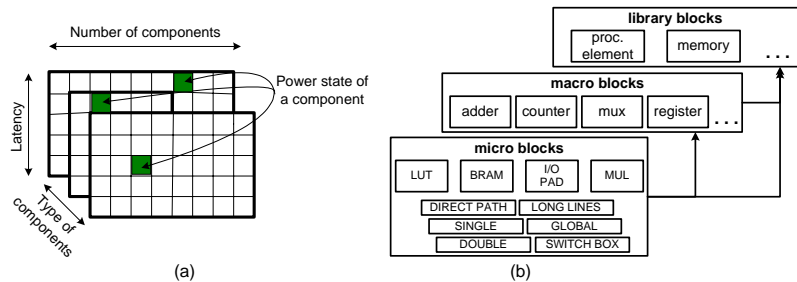 Number of components
Power state of
a component
Latency
Type of
components
(a)
library blocks
proc.
element
memory
...
macro blocks
adder
counter
mux
register
...
micro blocks
LUT
BRAM
I/O
PAD
MUL
DIRECT PATH
LONG LINES
SINGLE
GLOBAL
DOUBLE
SWITCH BOX
(b)